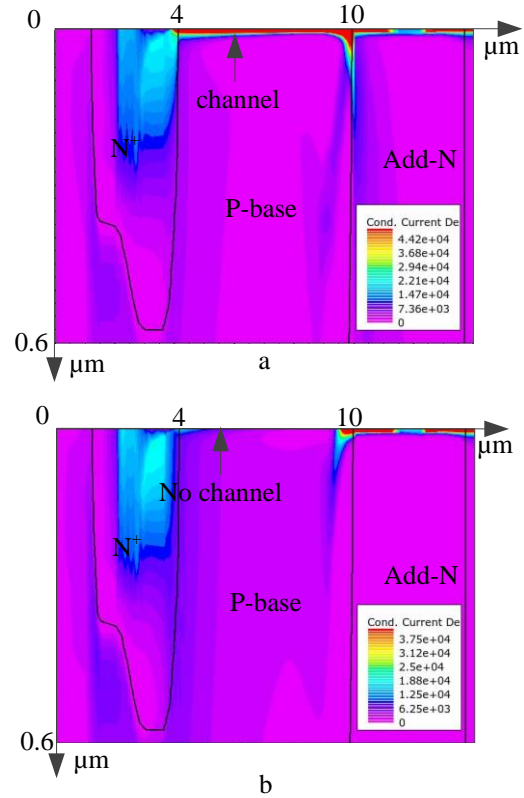 0 4 10
µm
channel
N+
Add-N
P-base
Cond. Current De
4.42e+04
3.68e+04
2.94e+04
2.21e+04
1.47e+04
7.36e+03
0
0.6
µm
a
0 4 10
µm
No channel
N+
Add-N
P-base
Cond. Current De
3.75e+04
3.12e+04
2.5e+04
1.88e+04
1.25e+04
6.25e+03
0
0.6
µm
b